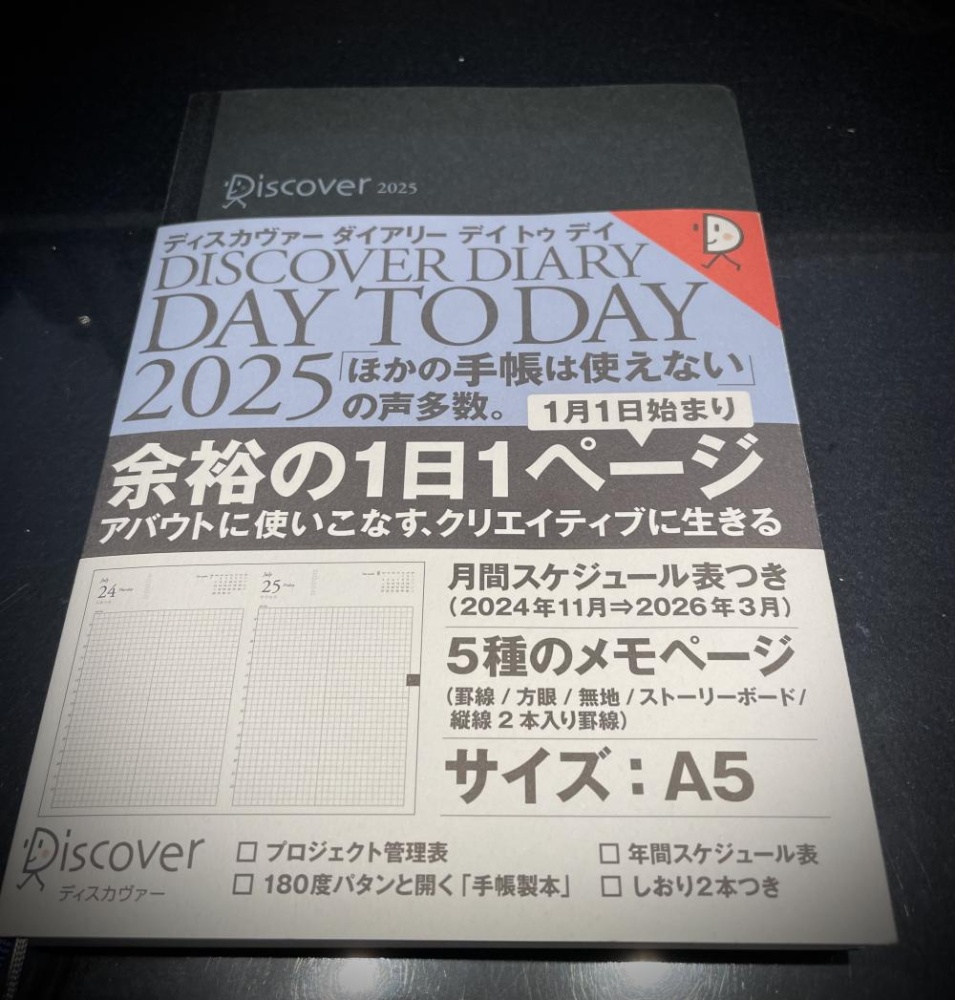 Discover 2025
ディスカヴァー ダイアリー デイ トゥ デイ
DISCOVER DIARY
DAY TO DAY
2025
「ほかの手帳は使えない」
の声多数。
1月1日始まり
余裕の1日1ページ
アバウトに使いこなす、クリエイティブに生きる
July
24
July
25 Friday
月間スケジュール表つき
(2024年11月⇒2026年3月)
5種のメモページ
(罫線 / 方眼 / 無地 / ストーリーボード/
縦線2本入り罫線)
サイズ：A5
Discover
ディスカヴァー
□ プロジェクト管理表
□ 年間スケジュール表
□ 180度パタンと開く「手帳製本」
□ しおり2本つき